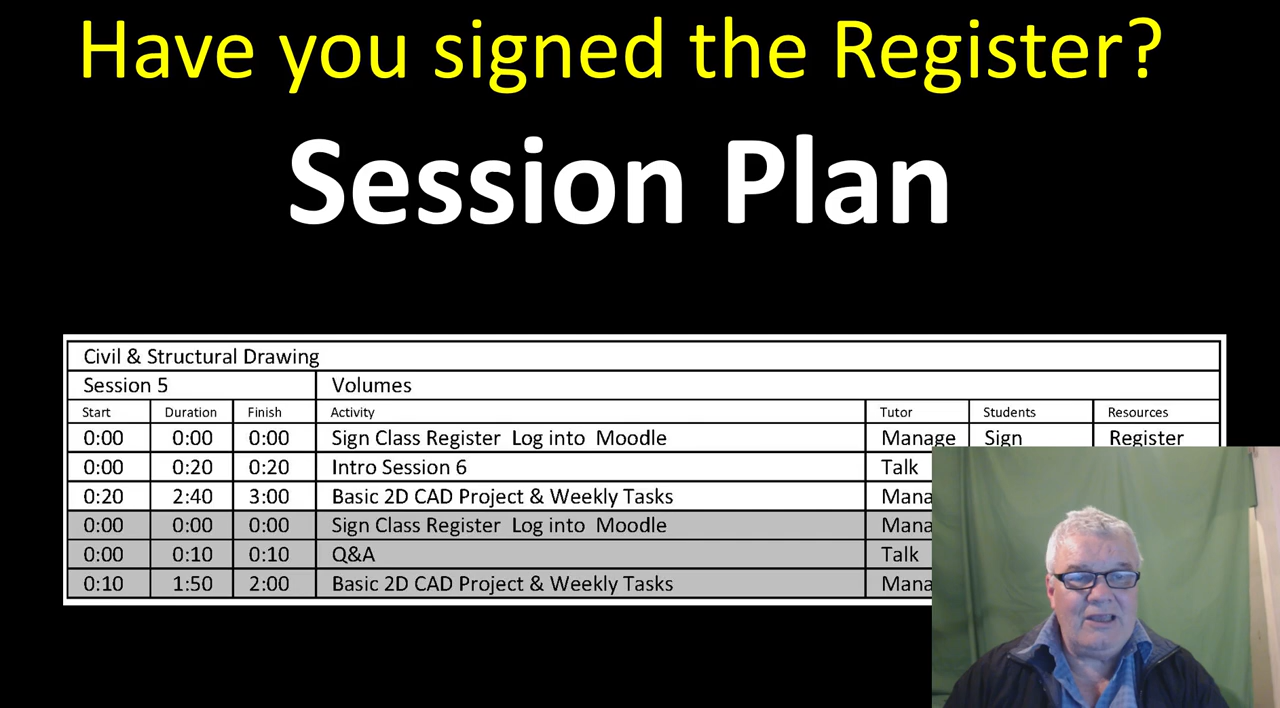 Have you signed the Register?
Session Plan
Civil & Structural Drawing
Session 5 Volumes
Start Duration Finish Activity Tutor Students Resources
0:00 0:00 0:00 Sign Class Register Log into Moodle Manage Sign Register
0:00 0:20 0:20 Intro Session 6 Talk
0:20 2:40 3:00 Basic 2D CAD Project & Weekly Tasks Mana
0:00 0:00 0:00 Sign Class Register Log into Moodle Mana
0:00 0:10 0:10 Q&A Talk
0:10 1:50 2:00 Basic 2D CAD Project & Weekly Tasks Mana